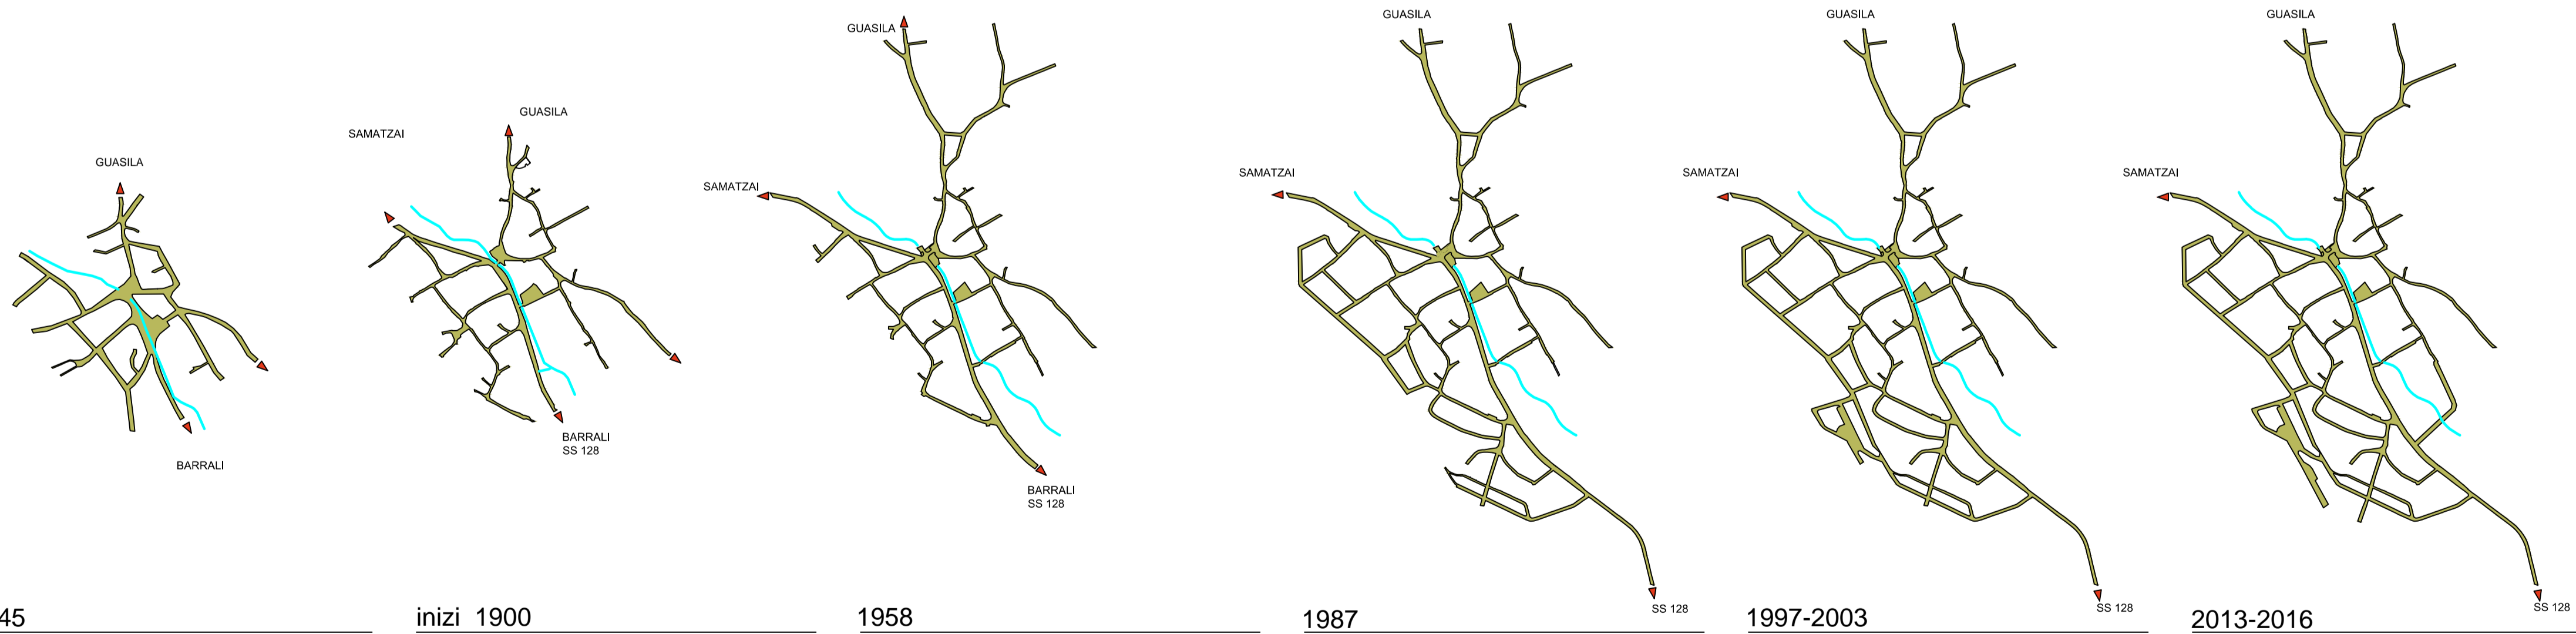 GUASILA
BARRALI
45
SAMATZAI
GUASILA
BARRALI
SS 128
inizi 1900
GUASILA
SAMATZAI
BARRALI
SS 128
1958
GUASILA
SAMATZAI
SS 128
1987
GUASILA
SAMATZAI
SS 128
1997-2003
GUASILA
SAMATZAI
SS 128
2013-2016